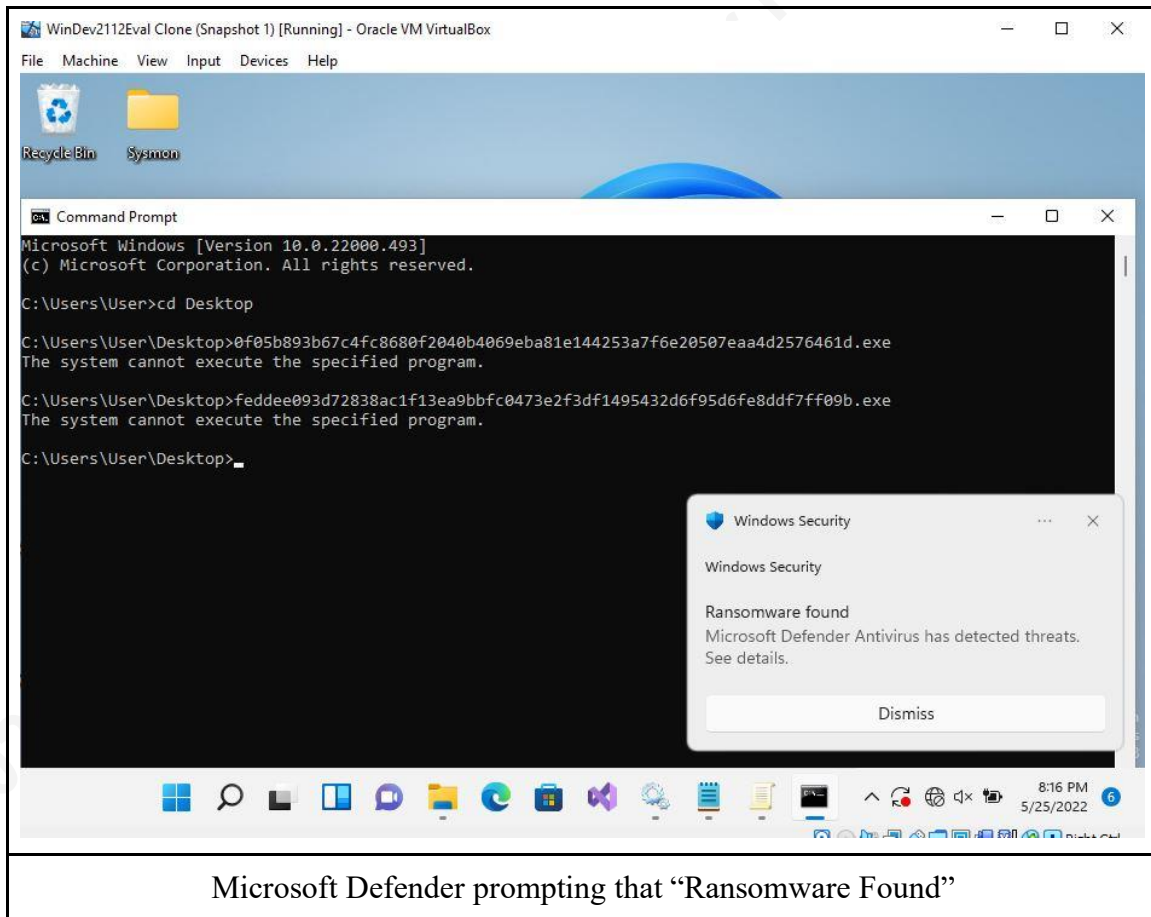 WinDev2112Eval Clone (Snapshot 1) [Running] - Oracle VM VirtualBox
File Machine View Input Devices Help
Recycle Bin Sysmon
Command Prompt
Microsoft Windows [Version 10.0.22000.493]
(c) Microsoft Corporation. All rights reserved.
C:\Users\User>cd Desktop
C:\Users\User\Desktop>0f05b893b67c4fc8680f2040b4069eba81e144253a7f6e20507eaa4d2576461d.exe
The system cannot execute the specified program.
C:\Users\User\Desktop>feddee093d72838ac1f13ea9bbfc0473e2f3df1495432d6f95d6fe8ddf7ff09b.exe
The system cannot execute the specified program.
C:\Users\User\Desktop>
Windows Security
Windows Security
Ransomware found
Microsoft Defender Antivirus has detected threats.
See details.
Dismiss
8:16 PM
5/25/2022
6
Microsoft Defender prompting that “Ransomware Found”